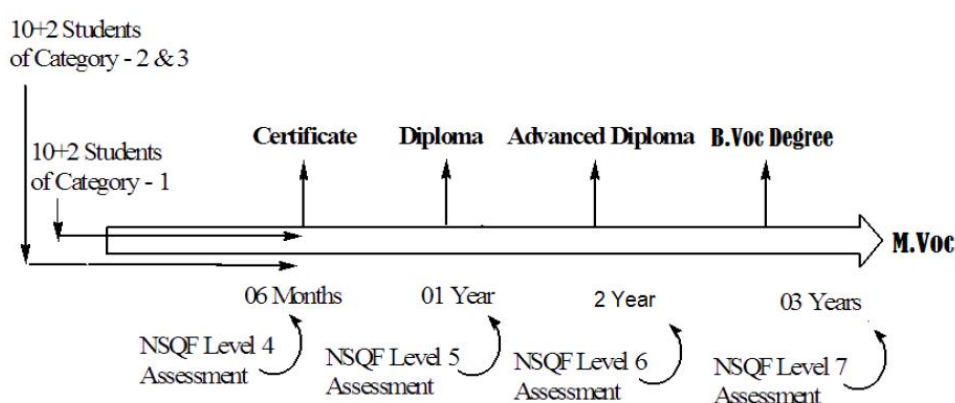 10+2 Students
of Category - 2 & 3
10+2 Students
of Category - 1
Certificate
Diploma
Advanced Diploma
B.Voc Degree
M.Voc
06 Months
01 Year
2 Year
03 Years
NSQF Level 4
Assessment
NSQF Level 5
Assessment
NSQF Level 6
Assessment
NSQF Level 7
Assessment